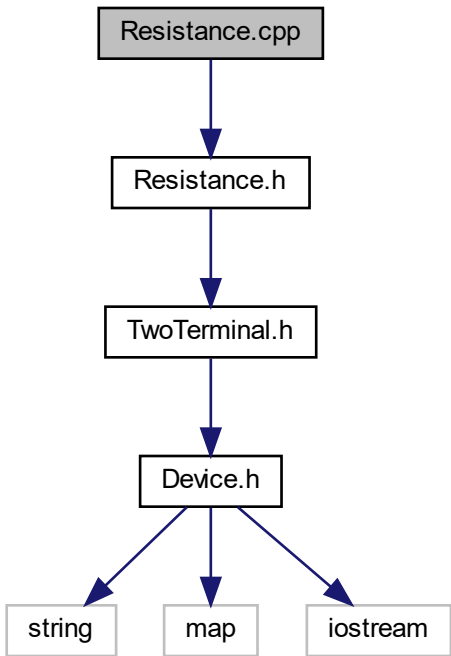 Resistance.cpp
Resistance.h
TwoTerminal.h
Device.h
string
map
iostream